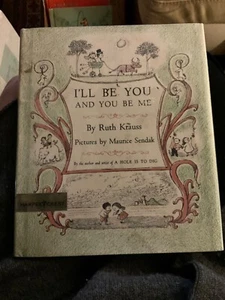 I'LL BE YOU
AND YOU BE ME
By Ruth Krauss
Pictures by Maurice Sendak
By the author and artist of A HOLE IS TO DIG